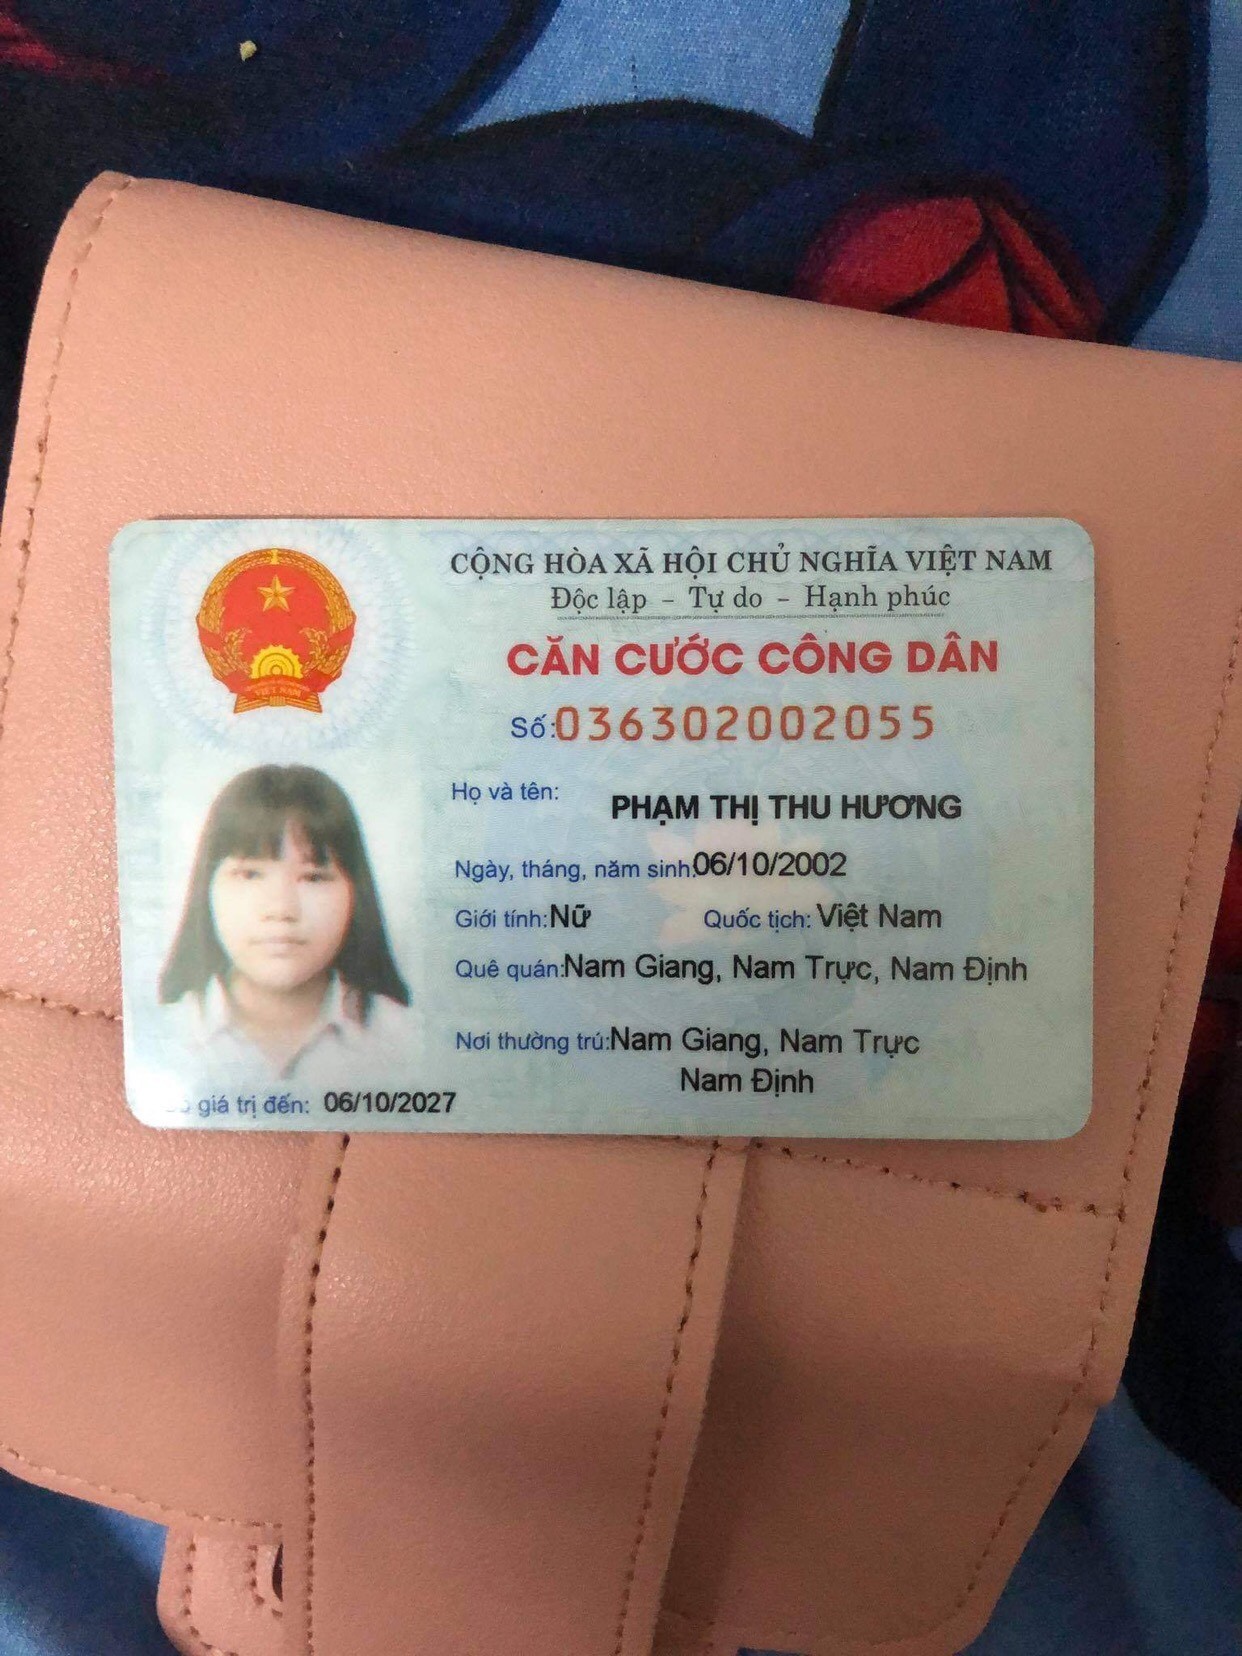 CỘNG HÒA XÃ HỘI CHỦ NGHĨA VIỆT NAM
Độc lập - Tự do - Hạnh phúc
CĂN CƯỚC CÔNG DÂN
Số: 036302002055
Họ và tên: PHẠM THỊ THU HƯƠNG
Ngày, tháng, năm sinh: 06/10/2002
Giới tính: Nữ Quốc tịch: Việt Nam
Quê quán: Nam Giang, Nam Trực, Nam Định
Nơi thường trú: Nam Giang, Nam Trực
Nam Định
giá trị đến: 06/10/2027
VIỆT NAM